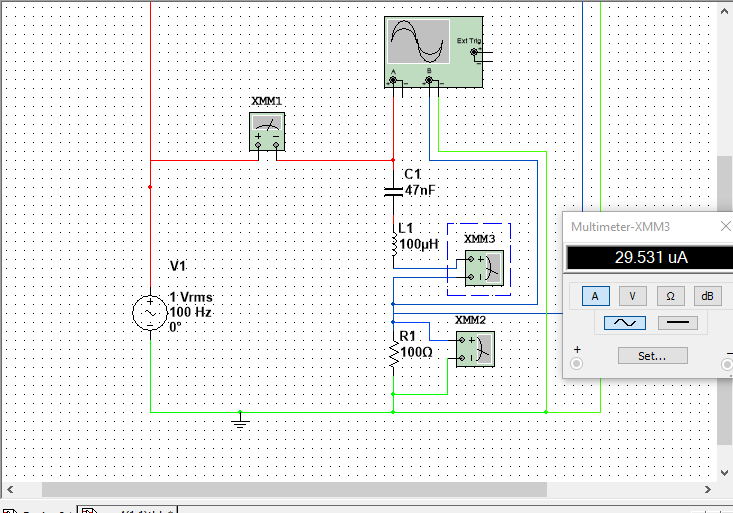 Ext Trig
+
A
B
+
+
XMM1
+
C1
47nF
L1
100µH
XMM3
+
Multimeter-XMM3
29.531 uA
A V Ω dB
+
Set...
V1
1 Vrms
100 Hz
0°
XMM2
+
R1
100Ω